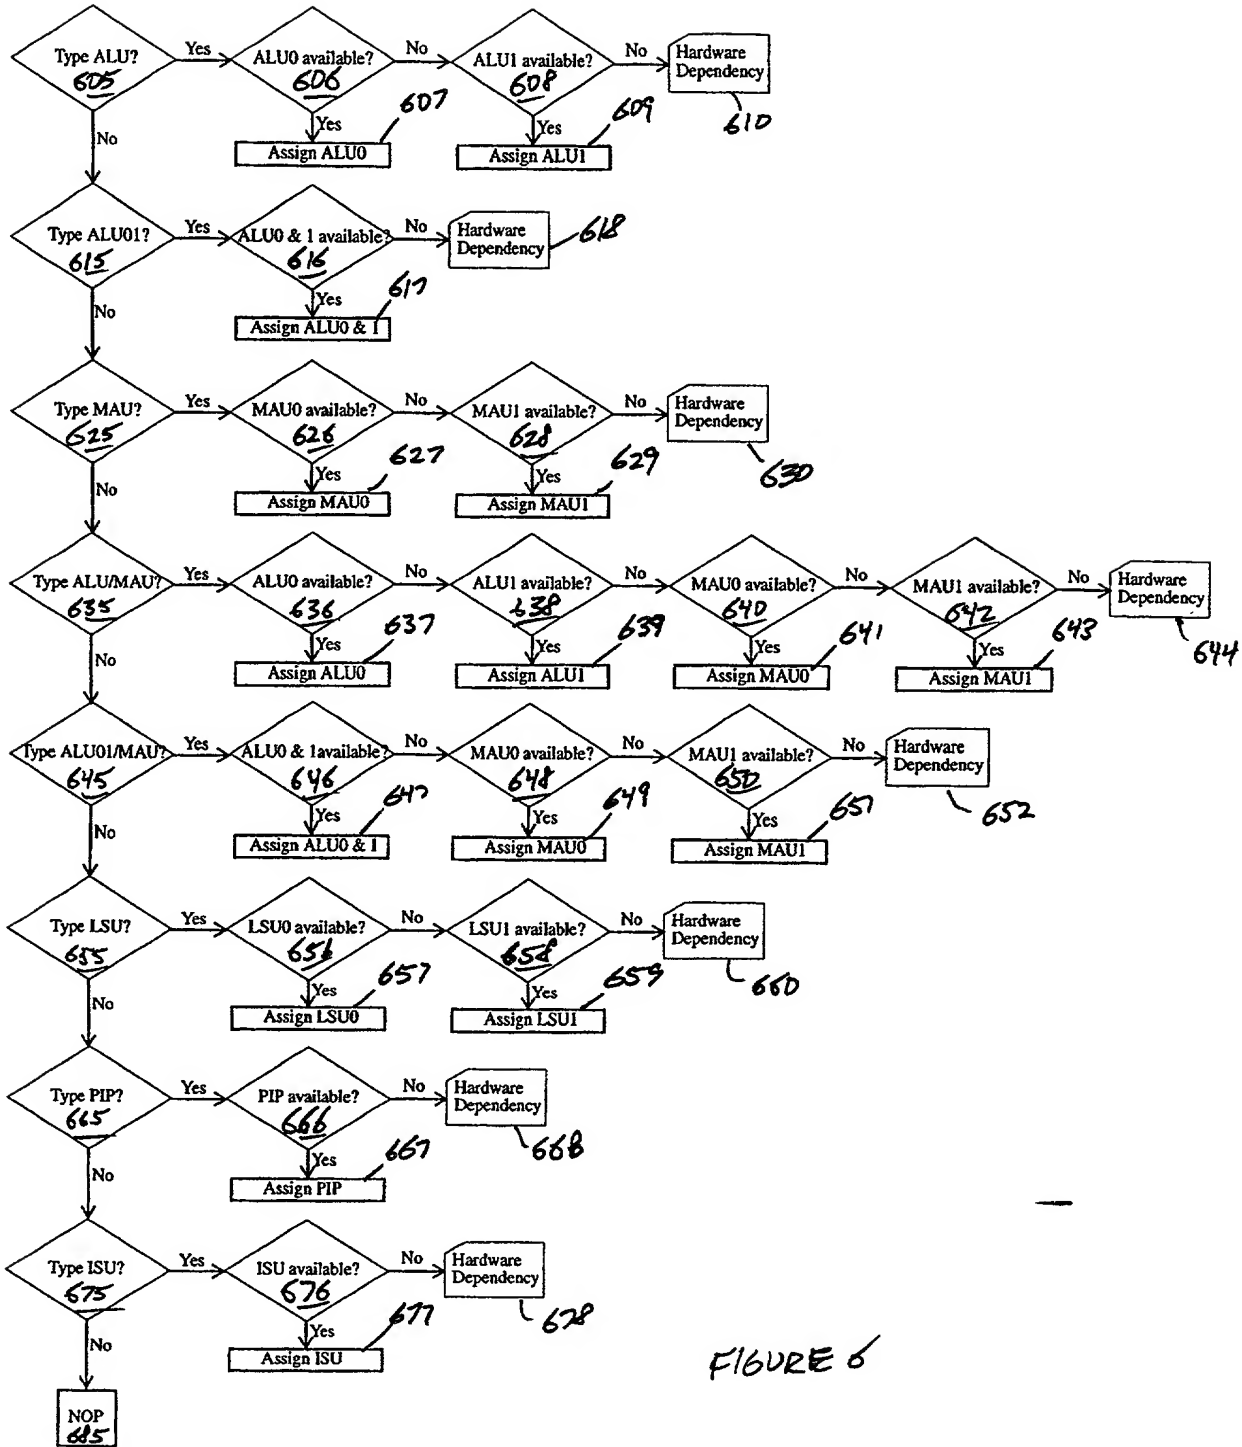 Type ALU?
605
Yes
ALU0 available?
606
No
ALU1 available?
608
No
Hardware
Dependency
610
No
Yes
607
Assign ALU0
Yes
609
Assign ALU1
Type ALU01?
615
Yes
ALU0 & 1 available?
616
No
Hardware
Dependency
618
No
Yes
617
Assign ALU0 & 1
Type MAU?
625
Yes
MAU0 available?
626
No
MAU1 available?
628
No
Hardware
Dependency
630
No
Yes
627
Assign MAU0
Yes
629
Assign MAU1
Type ALU/MAU?
635
Yes
ALU0 available?
636
No
ALU1 available?
638
No
MAU0 available?
640
No
MAU1 available?
642
No
Hardware
Dependency
644
No
Yes
637
Assign ALU0
Yes
639
Assign ALU1
Yes
641
Assign MAU0
Yes
643
Assign MAU1
Type ALU01/MAU?
645
Yes
ALU0 & 1available?
646
No
MAU0 available?
648
No
MAU1 available?
650
No
Hardware
Dependency
652
No
Yes
647
Assign ALU0 & 1
Yes
649
Assign MAU0
Yes
651
Assign MAU1
Type LSU?
655
Yes
LSU0 available?
656
No
LSU1 available?
658
No
Hardware
Dependency
660
No
Yes
657
Assign LSU0
Yes
659
Assign LSU1
Type PIP?
665
Yes
PIP available?
666
No
Hardware
Dependency
668
No
Yes
667
Assign PIP
Type ISU?
675
Yes
ISU available?
676
No
Hardware
Dependency
678
No
Yes
677
Assign ISU
NOP
685
FIGURE 6